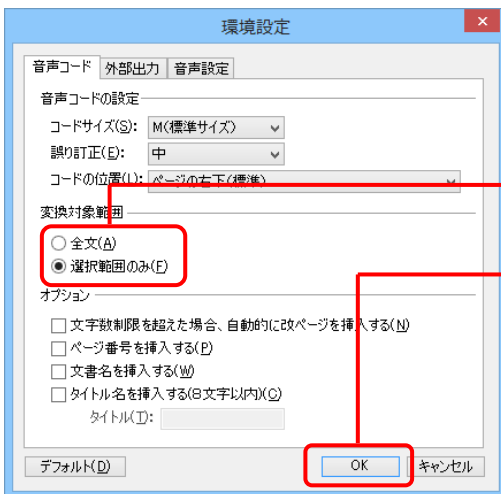 環境設定
音声コード 外部出力 音声設定
音声コードの設定
コードサイズ(S): M(標準サイズ)
誤り訂正(E): 中
コードの位置(L): ページの右下(標準)
変換対象範囲
全文(A)
選択範囲のみ(F)
オプション
文字数制限を超えた場合、自動的に改ページを挿入する(N)
ページ番号を挿入する(P)
文書名を挿入する(W)
タイトル名を挿入する(8文字以内)(C)
タイトル(T):
デフォルト(D) OK キャンセル